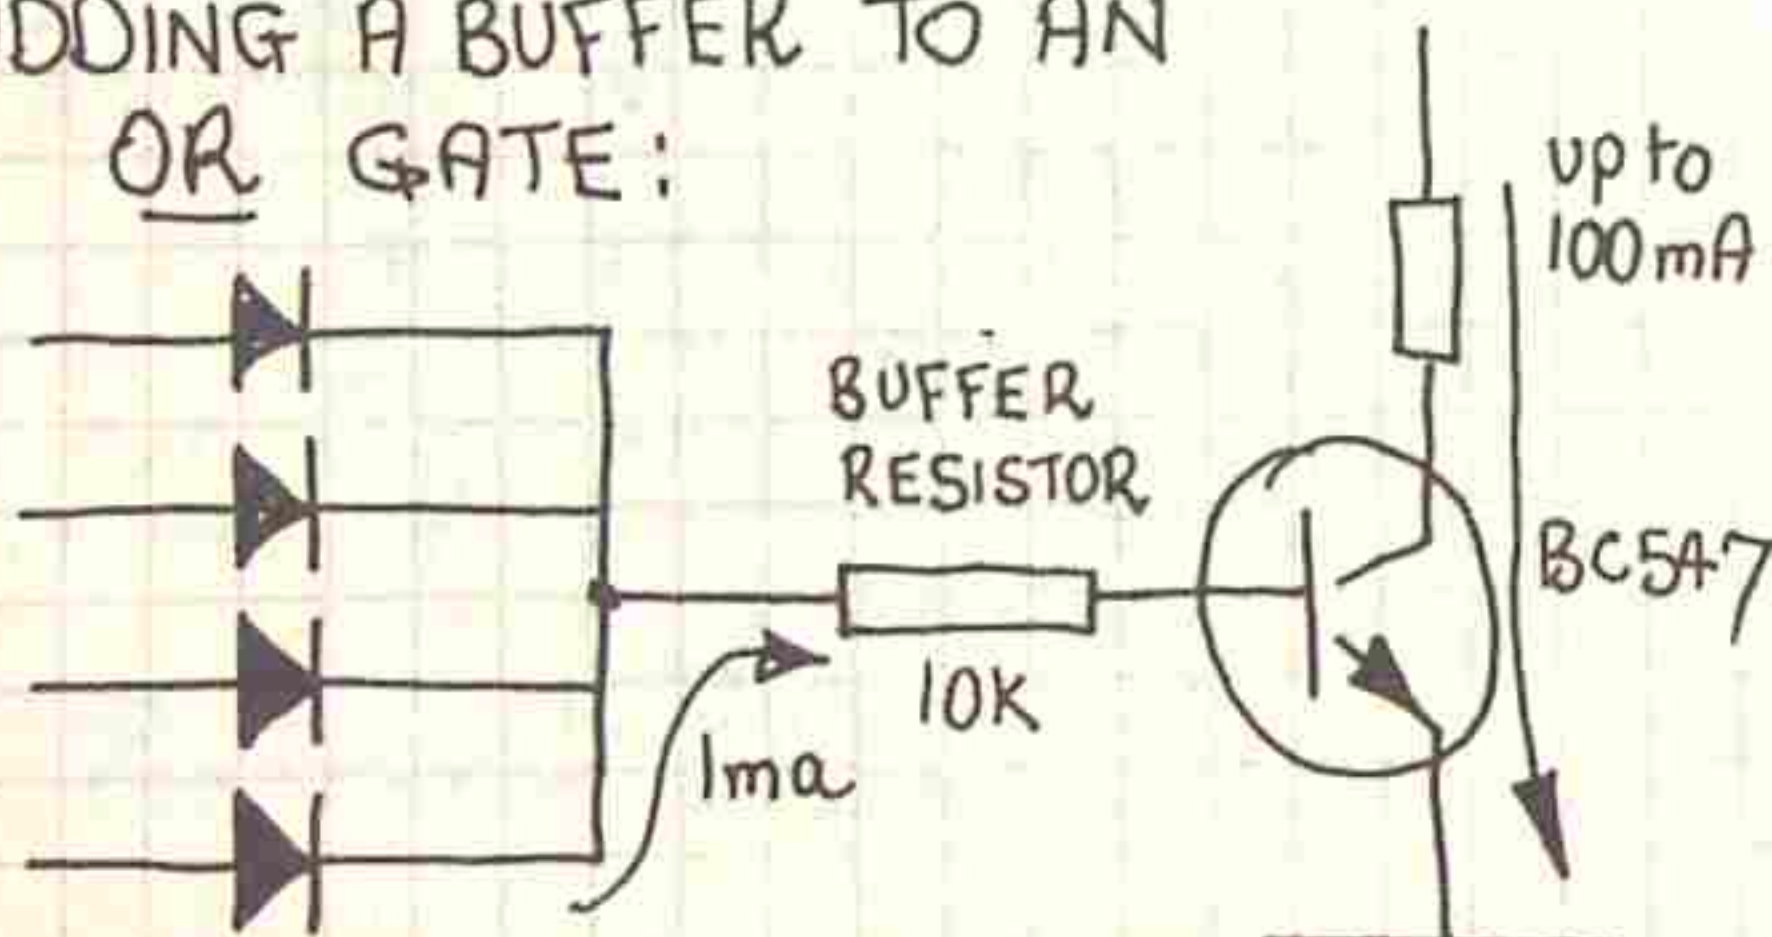 DDING A BUFFER TO AN
OR GATE:
up to
100mA
BUFFER
RESISTOR
BC547
10K
1ma